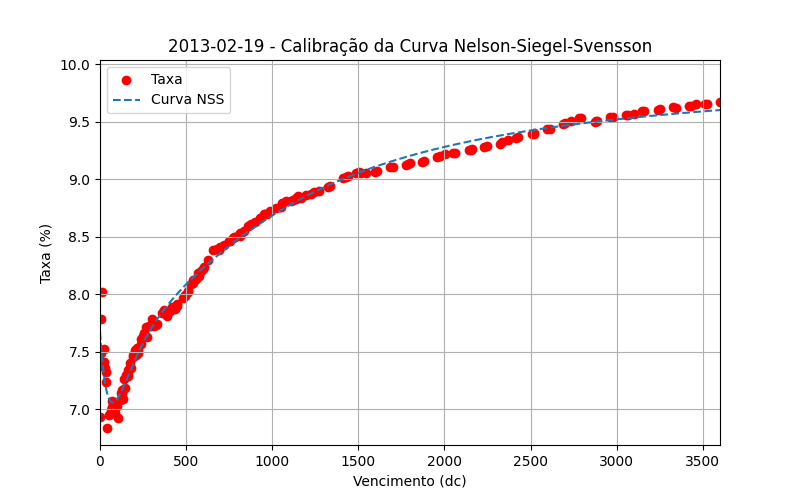 2013-02-19 - Calibração da Curva Nelson-Siegel-Svensson
Taxa
Curva NSS
Taxa (%)
10.0
9.5
9.0
8.5
8.0
7.5
7.0
0 500 1000 1500 2000 2500 3000 3500
Vencimento (dc)